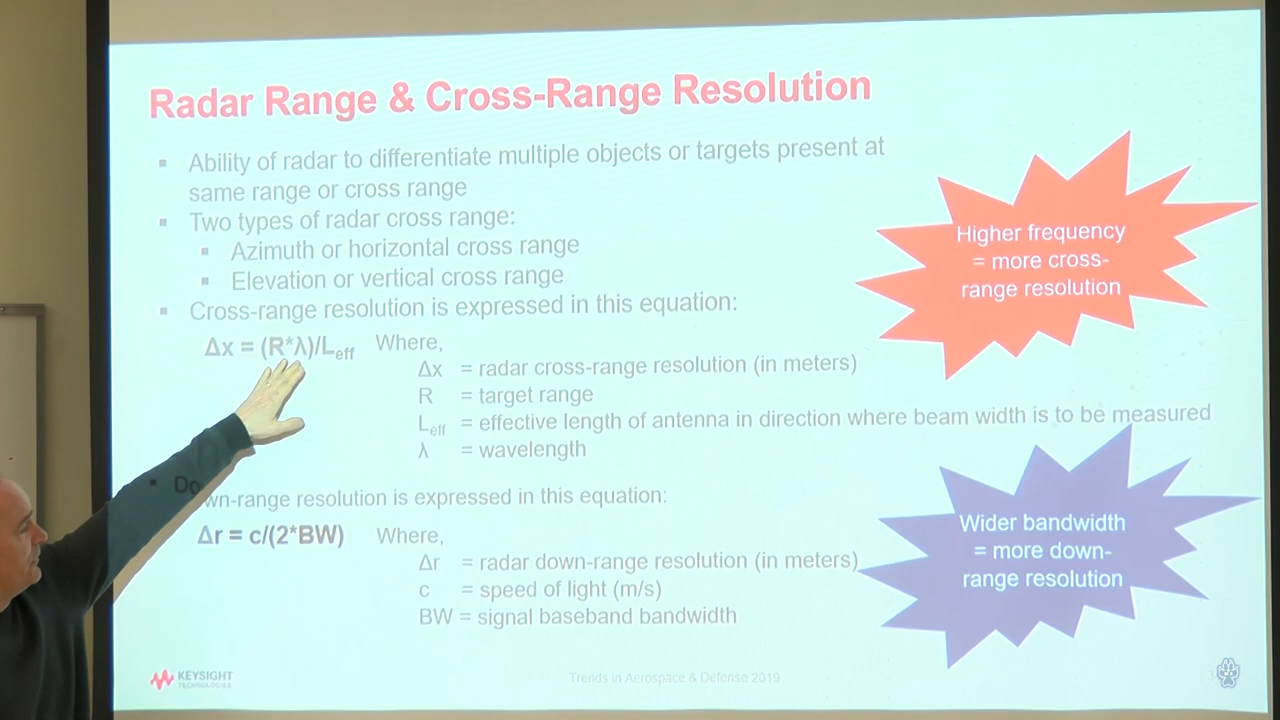 Radar Range & Cross-Range Resolution
▪ Ability of radar to differentiate multiple objects or targets present at
same range or cross range
▪ Two types of radar cross range:
▪ Azimuth or horizontal cross range
▪ Elevation or vertical cross range
▪ Cross-range resolution is expressed in this equation:
Δx = (R*λ)/Leff Where,
Δx = radar cross-range resolution (in meters)
R = target range
Leff = effective length of antenna in direction where beam width is to be measured
λ = wavelength
▪ Down-range resolution is expressed in this equation:
Δr = c/(2*BW) Where,
Δr = radar down-range resolution (in meters)
c = speed of light (m/s)
BW = signal baseband bandwidth
Higher frequency
= more cross-
range resolution
Wider bandwidth
= more down-
range resolution
KEYSIGHT
TECHNOLOGIES
Trends in Aerospace & Defense 2019